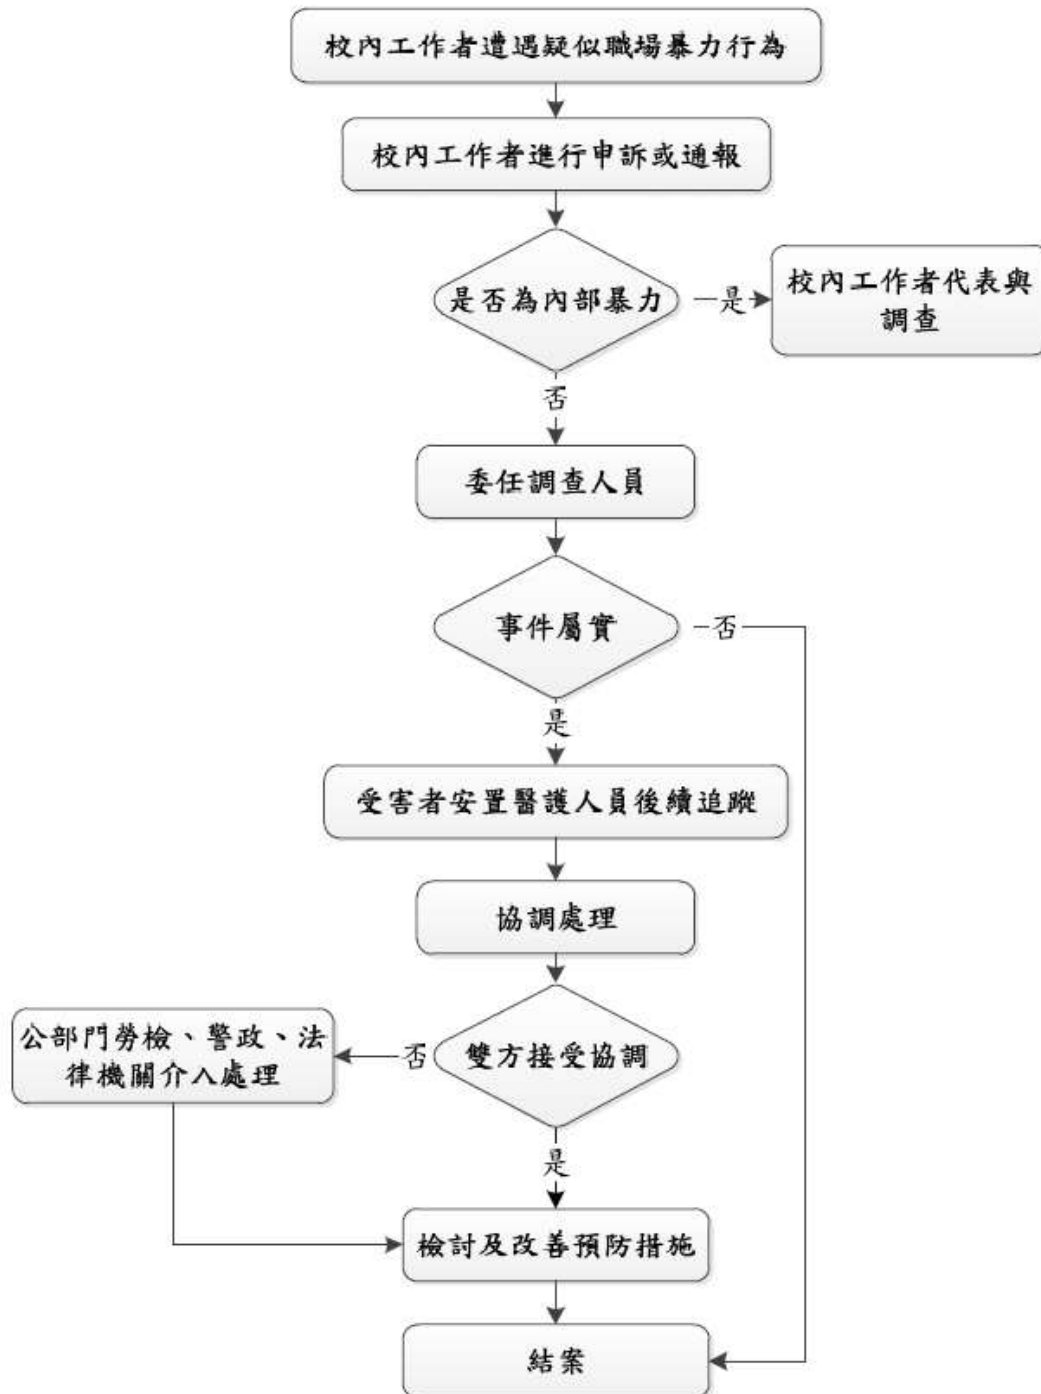 校內工作者遭遇疑似職場暴力行為
校內工作者進行申訴或通報
是否為內部暴力
是
校內工作者代表與
調查
否
委任調查人員
事件屬實
否
是
受害者安置醫護人員後續追蹤
協調處理
雙方接受協調
否
公部門勞檢、警政、法
律機關介入處理
是
檢討及改善預防措施
結案